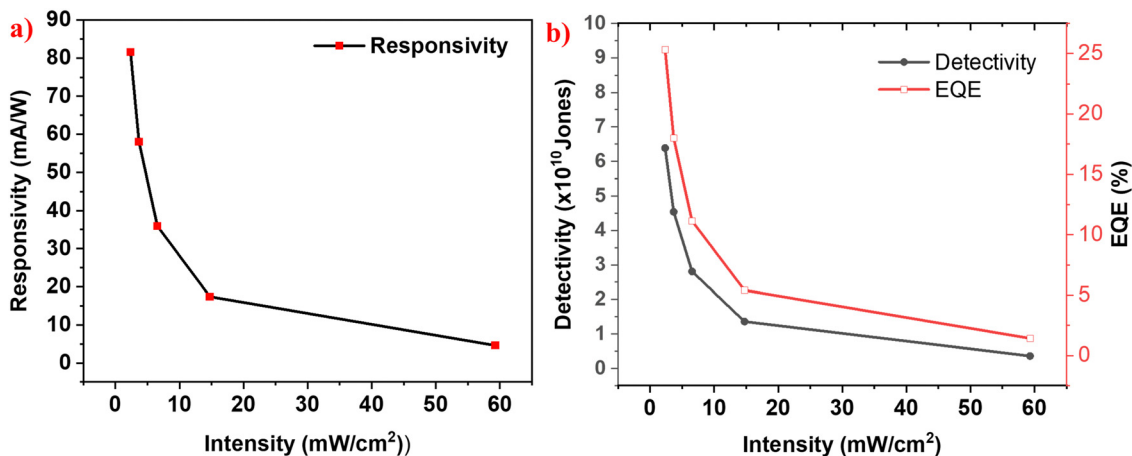 a)
Responsivity
Responsivity (mA/W)
90
80
70
60
50
40
30
20
10
0
0 10 20 30 40 50 60
Intensity (mW/cm²))
b)
Detectivity
EQE
Detectivity (x10¹⁰Jones)
10
9
8
7
6
5
4
3
2
1
0
0 10 20 30 40 50 60
Intensity (mW/cm²)
25
20
15
10
5
0
EQE (%)